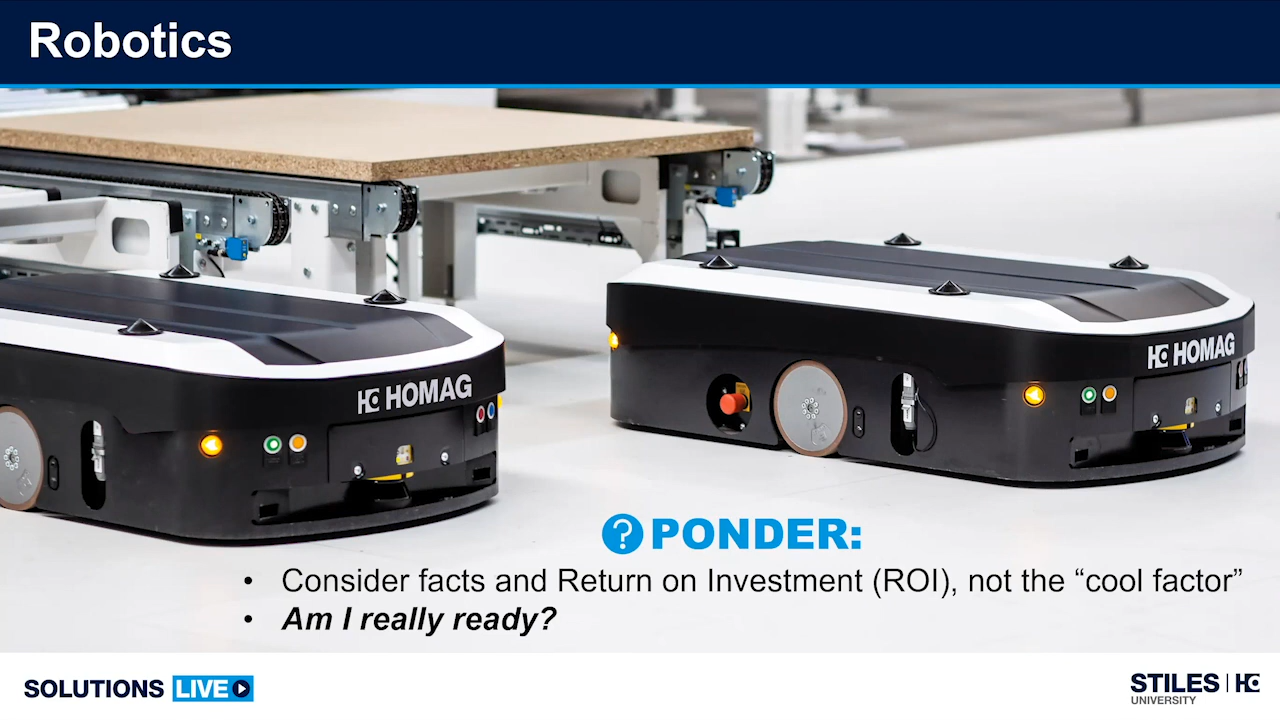 Robotics
HOMAG
HOMAG
? PONDER:
• Consider facts and Return on Investment (ROI), not the “cool factor”
• Am I really ready?
SOLUTIONS LIVE
STILES
UNIVERSITY